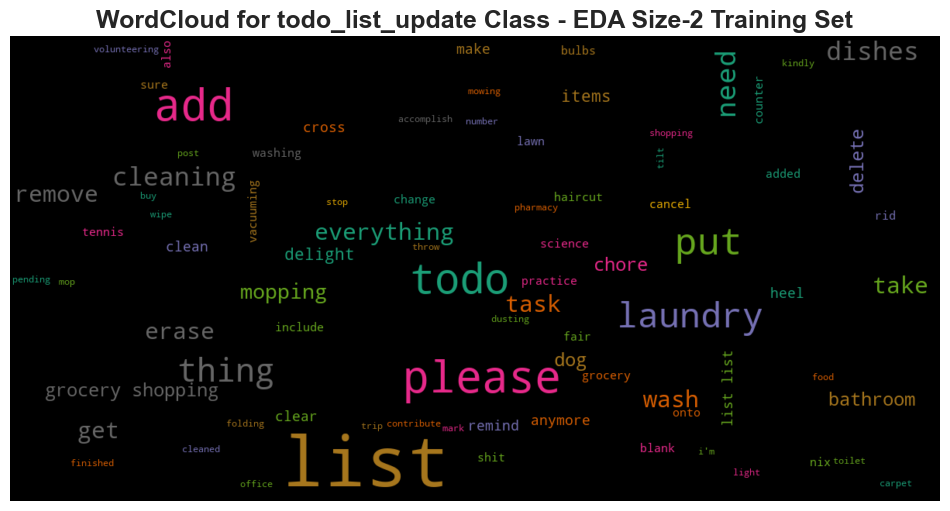 WordCloud for todo_list_update Class - EDA Size-2 Training Set
volunteering
also
make
bulbs
need
dishes
kindly
sure
add
mowing
items
counter
cross
accomplish
number
lawn
shopping
delete
post
washing
tilt
cleaning
remove
buy
vacuuming
stop
change
haircut
pharmacy
cancel
added
wipe
rid
tennis
clean
everything
delight
throw
science
put
chore
pending
mop
mopping
todo
practice
task
laundry
heel
take
erase
include
dusting
fair
thing
please
dog
grocery
list list
food
grocery shopping
wash
onto
bathroom
get
clear
folding
trip
contribute
mark
remind
anymore
finished
cleaned
list
shit
blank
i'm
nix
toilet
office
light
carpet